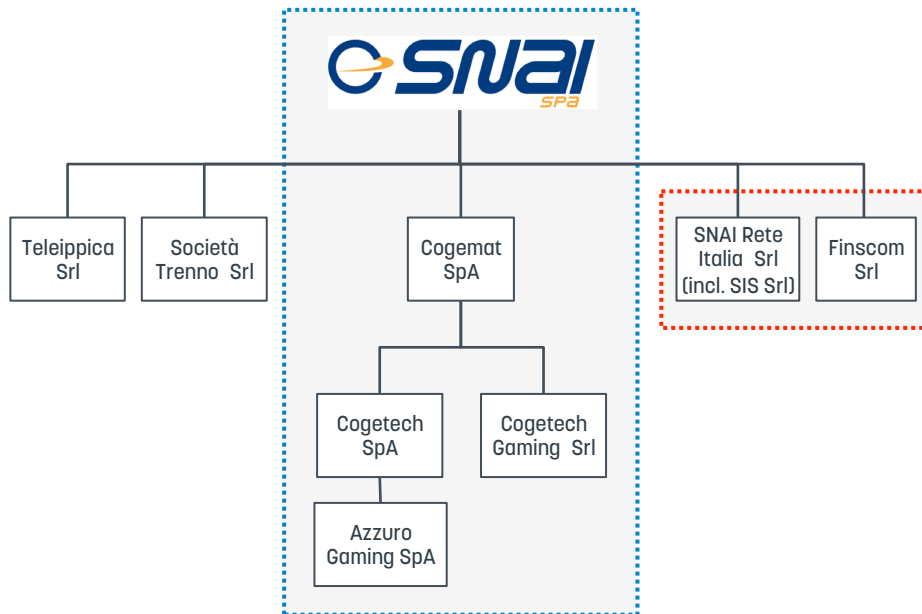 SNAI
SPA
Teleippica
Srl
Società
Trenno Srl
Cogemat
SpA
SNAI Rete
Italia Srl
(incl. SIS Srl)
Finscom
Srl
Cogetech
SpA
Cogetech
Gaming Srl
Azzuro
Gaming SpA